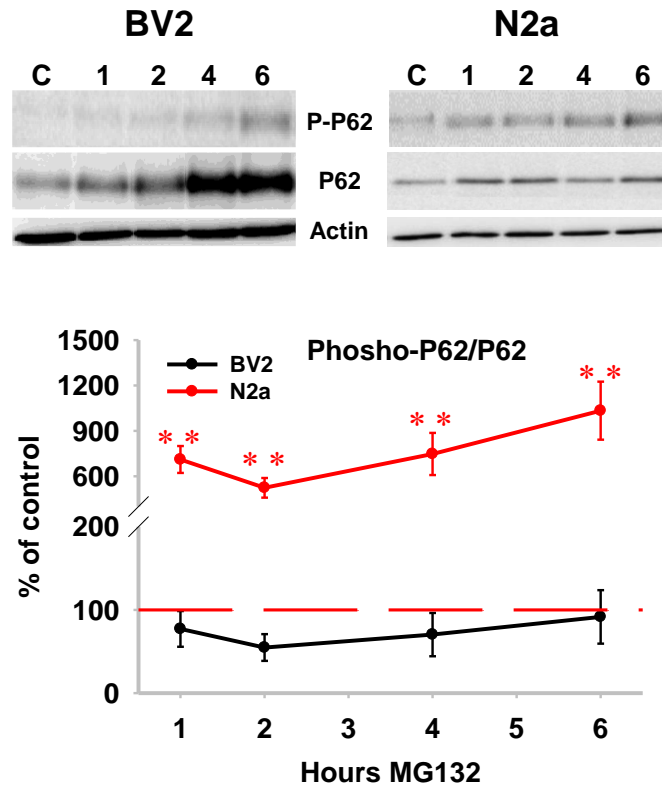 BV2 N2a
C 1 2 4 6 C 1 2 4 6
P-P62
P62
Actin
1500
Phosho-P62/P62
BV2
N2a
1200
900
600
200
100
0
% of control
* * * * * * * *
1 2 3 4 5 6
Hours MG132